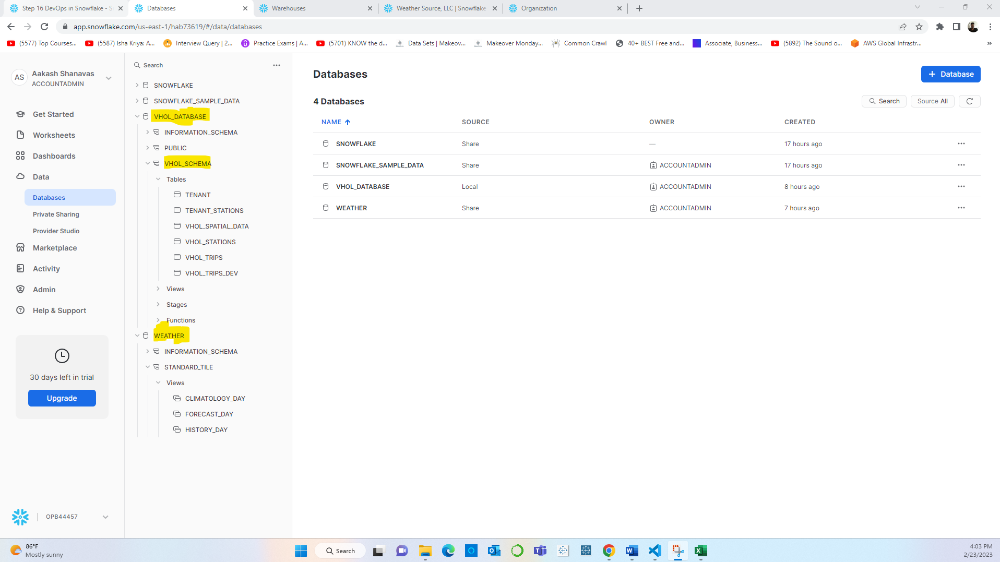 Step 16 DevOps in Snowflake - Sn
Databases
Warehouses
Weather Source, LLC | Snowflake
Organization
app.snowflake.com/us-east-1/hab73619/#/data/databases
(5577) Top Courses...
(5587) Isha Kriya: A...
Interview Query | 2...
Practice Exams | A...
(5701) KNOW the d...
Data Sets | Makeov...
Makeover Monday...
Common Crawl
40+ BEST Free and...
Associate, Business...
(5892) The Sound o...
AWS Global Infrastr...
»
AS
Aakash Shanavas
ACCOUNTADMIN
Get Started
Worksheets
Dashboards
Data
Databases
Private Sharing
Provider Studio
Marketplace
Activity
Admin
Help & Support
30 days left in trial
Upgrade
OPB44457
Search
SNOWFLAKE
SNOWFLAKE_SAMPLE_DATA
VHOL_DATABASE
INFORMATION_SCHEMA
PUBLIC
VHOL_SCHEMA
Tables
TENANT
TENANT_STATIONS
VHOL_SPATIAL_DATA
VHOL_STATIONS
VHOL_TRIPS
VHOL_TRIPS_DEV
Views
Stages
Functions
WEATHER
INFORMATION_SCHEMA
STANDARD_TILE
Views
CLIMATOLOGY_DAY
FORECAST_DAY
HISTORY_DAY
Databases
+ Database
4 Databases
Search
Source All
NAME SOURCE OWNER CREATED
SNOWFLAKE Share — 17 hours ago
SNOWFLAKE_SAMPLE_DATA Share ACCOUNTADMIN 17 hours ago
VHOL_DATABASE Local ACCOUNTADMIN 8 hours ago
WEATHER Share ACCOUNTADMIN 7 hours ago
86°F
Mostly sunny
Search
4:03 PM
2/23/2023